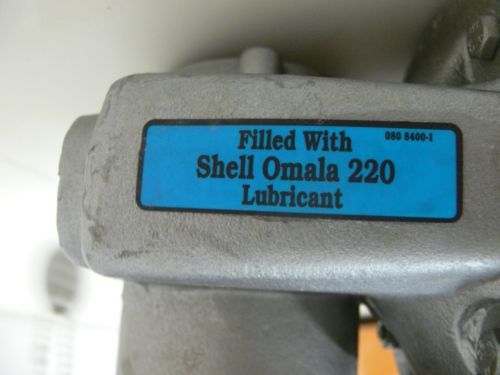 Filled With
080 8400-1
Shell Omala 220
Lubricant